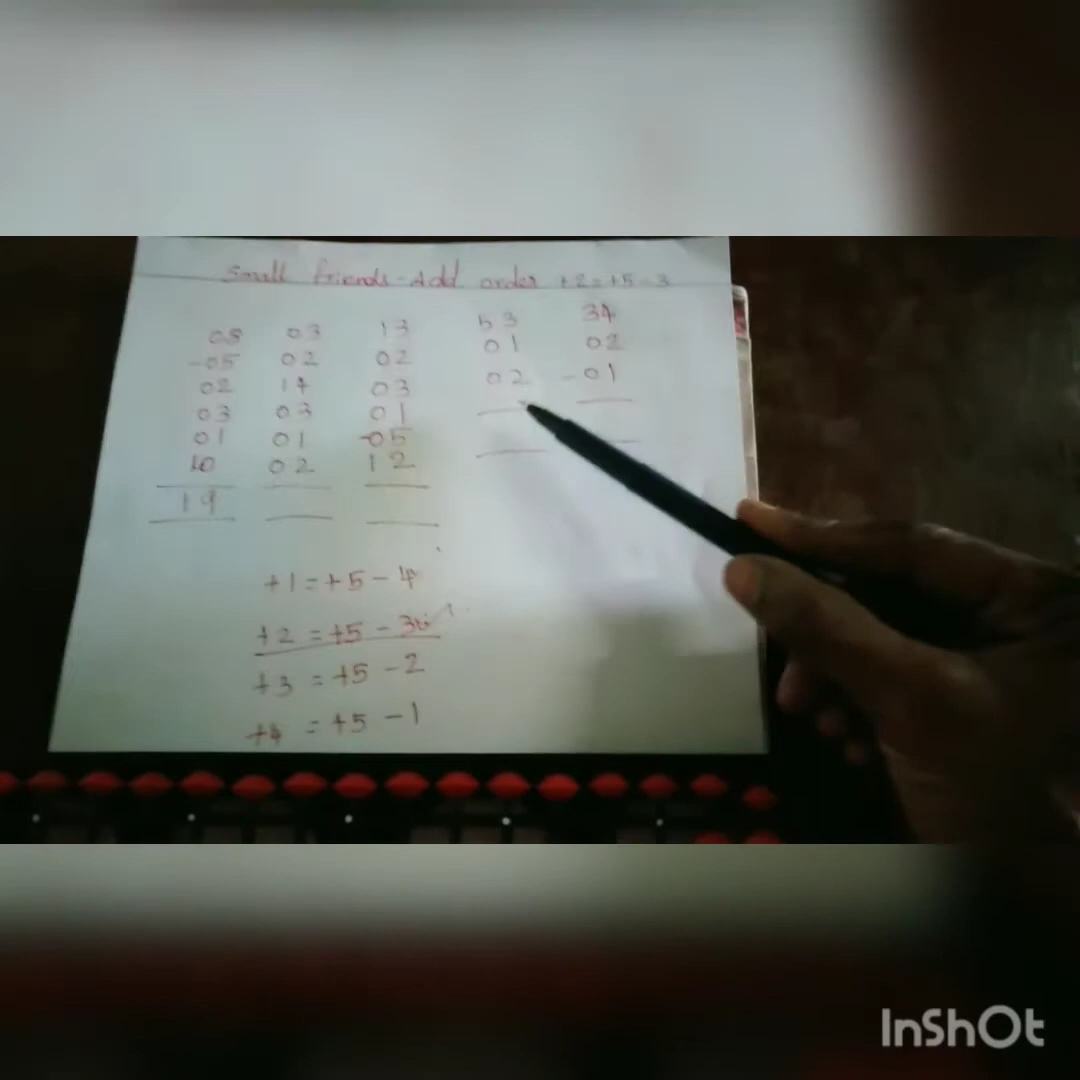 Small friends - Add order +2=+5-3
08 03 13 53 34
-05 02 02 01 02
02 14 03 02 -01
03 03 01
01 01 -05
10 02 12
19
+1=+5-4
+2=+5-3
+3=+5-2
+4=+5-1
InShOt